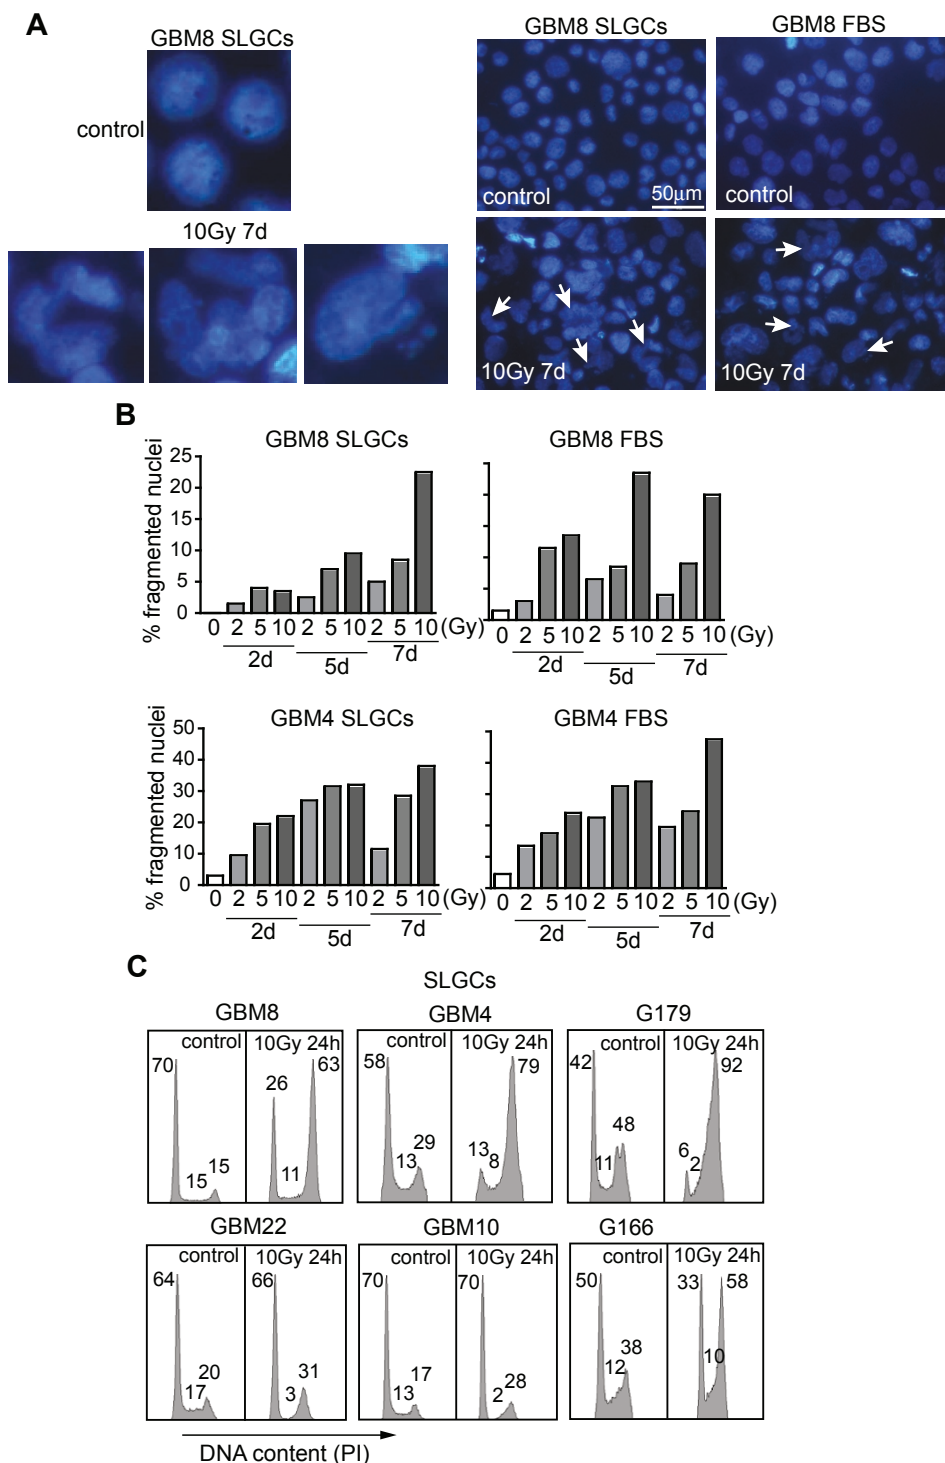 A
GBM8 SLGCs
control
10Gy 7d
GBM8 SLGCs
GBM8 FBS
control
50μm
control
10Gy 7d
10Gy 7d
B
GBM8 SLGCs
GBM8 FBS
% fragmented nuclei
25
20
15
10
5
0
0 2 5 10 2 5 10 2 5 10 (Gy)
2d 5d 7d
0 2 5 10 2 5 10 2 5 10 (Gy)
2d 5d 7d
GBM4 SLGCs
GBM4 FBS
% fragmented nuclei
50
40
30
20
10
0
0 2 5 10 2 5 10 2 5 10 (Gy)
2d 5d 7d
0 2 5 10 2 5 10 2 5 10 (Gy)
2d 5d 7d
C
SLGCs
GBM8
control
70
15
15
10Gy 24h
26
11
63
GBM4
control
58
13
29
10Gy 24h
13
8
79
G179
control
42
11
48
10Gy 24h
6
2
92
GBM22
control
64
17
20
10Gy 24h
66
3
31
GBM10
control
70
13
17
10Gy 24h
70
2
28
G166
control
50
12
38
10Gy 24h
33
10
58
DNA content (PI)